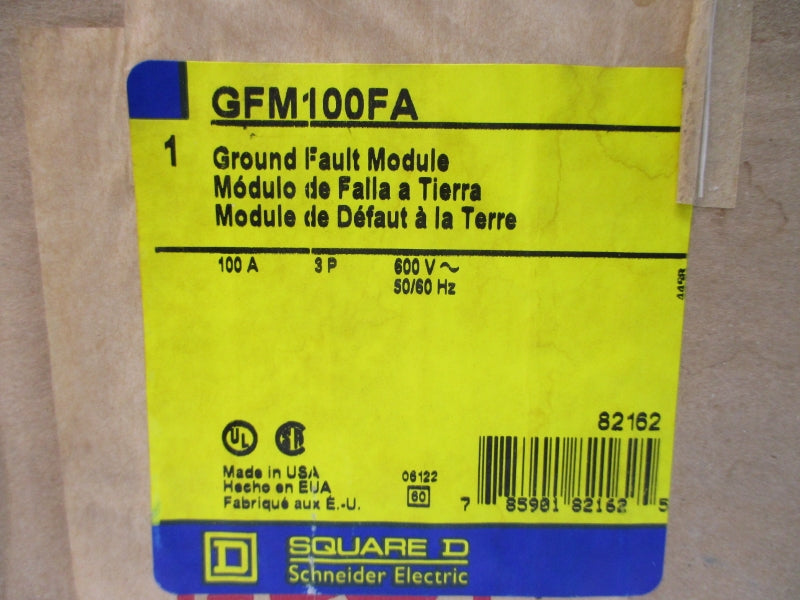 GFM100FA
1
Ground Fault Module
Módulo de Falla a Tierra
Module de Défaut à la Terre
100 A 3 P 600 V ~
50/60 Hz
4458
82162
UL
Made in USA
Hecho en EUA
Fabriqué aux É.-U.
06122
60
7 85901 82162 5
D SQUARE D
Schneider Electric